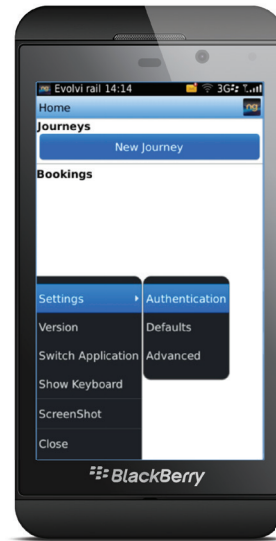 Evolvi rail 14:14 3G
Home
Journeys
New Journey
Bookings
Settings Authentication
Version Defaults
Switch Application Advanced
Show Keyboard
ScreenShot
Close
BlackBerry